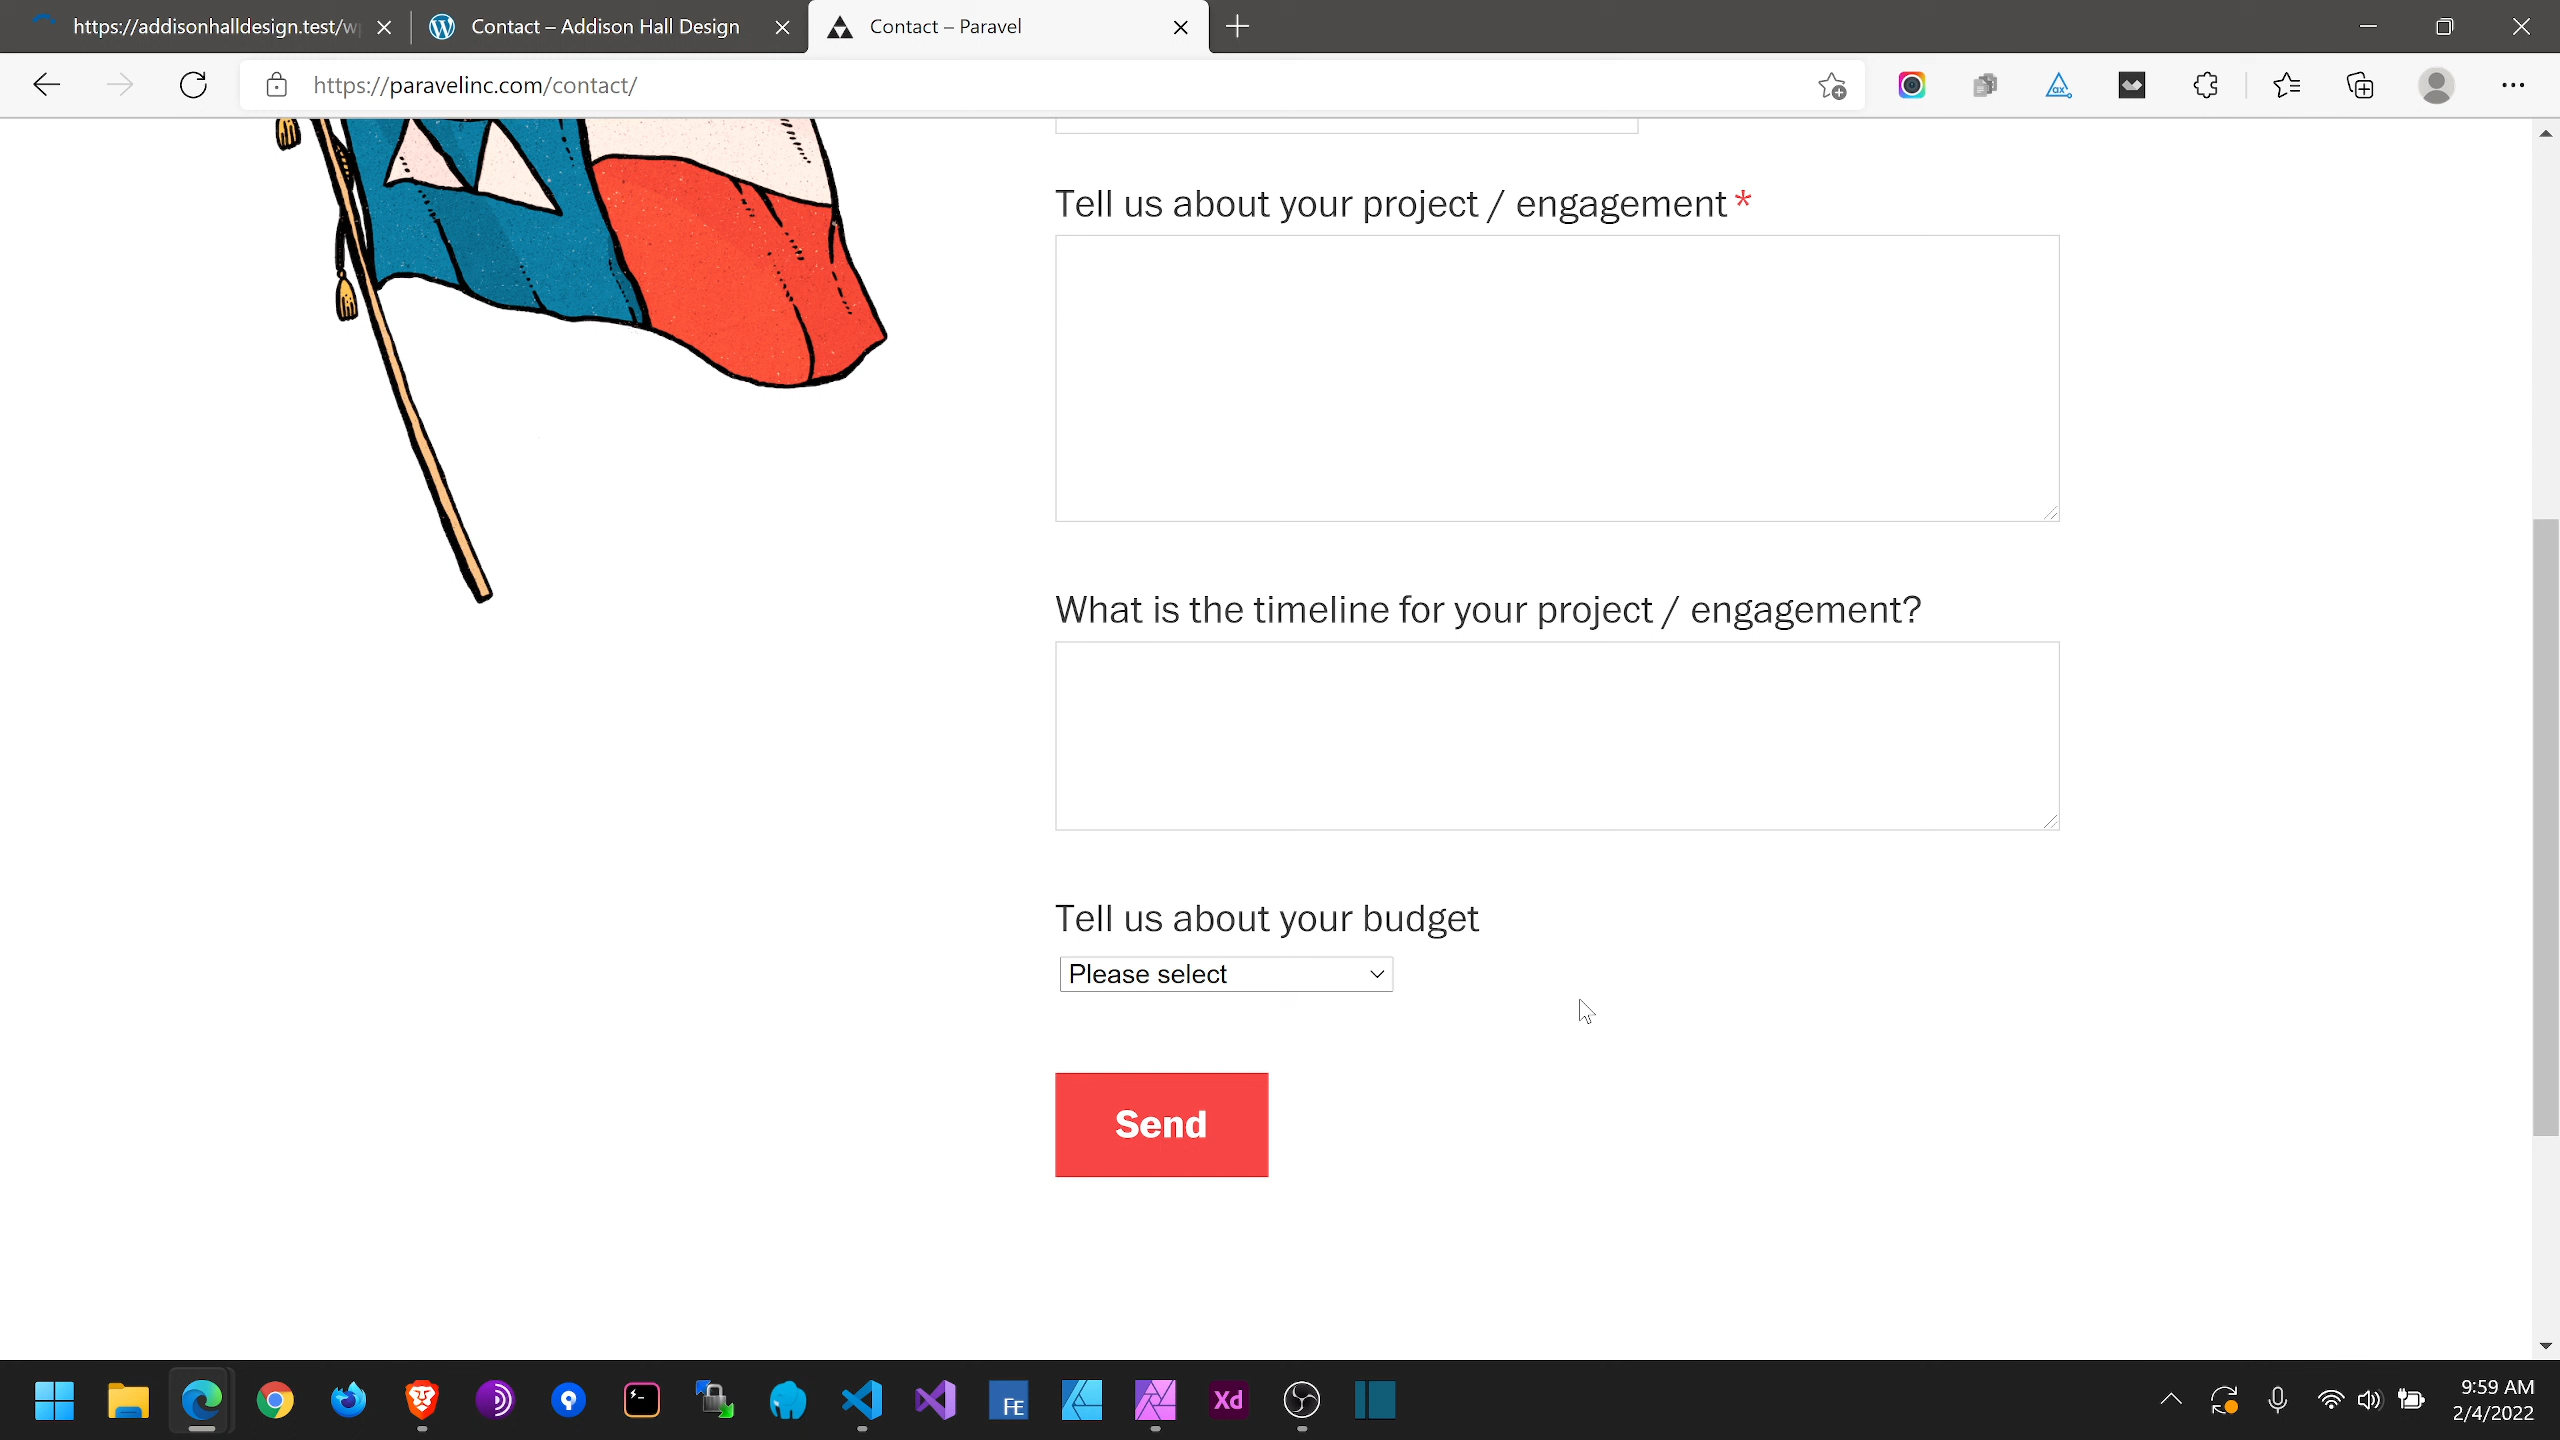 https://addisonhalldesign.test/wp
Contact – Addison Hall Design
Contact – Paravel
https://paravelinc.com/contact/
Tell us about your project / engagement *
What is the timeline for your project / engagement?
Tell us about your budget
Please select
Send
FE
Xd
9:59 AM
2/4/2022